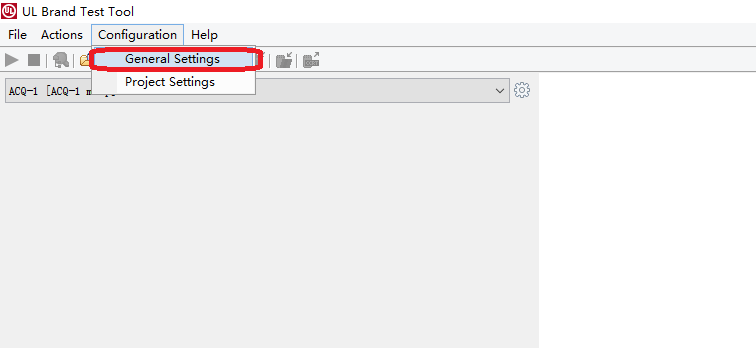 UL Brand Test Tool
File Actions Configuration Help
General Settings
Project Settings
ACQ-1 [ACQ-1